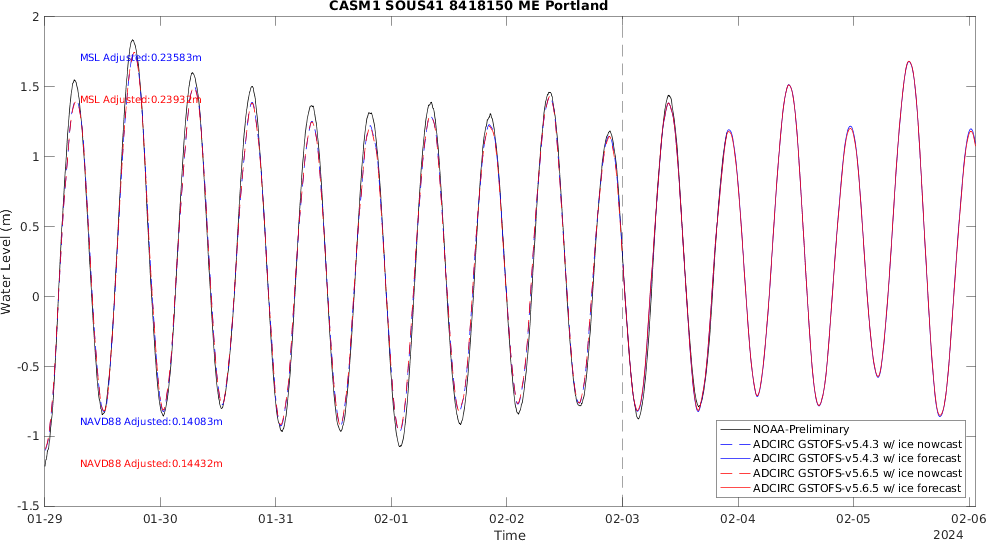 CASM1 SOUS41 8418150 ME Portland
2
1.5
1
0.5
0
-0.5
-1
-1.5
Water Level (m)
MSL Adjusted:0.23583m
MSL Adjusted:0.23932m
NAVD88 Adjusted:0.14083m
NAVD88 Adjusted:0.14432m
NOAA-Preliminary
ADCIRC GSTOFS-v5.4.3 w/ ice nowcast
ADCIRC GSTOFS-v5.4.3 w/ ice forecast
ADCIRC GSTOFS-v5.6.5 w/ ice nowcast
ADCIRC GSTOFS-v5.6.5 w/ ice forecast
01-29 01-30 01-31 02-01 02-02 02-03 02-04 02-05 02-06
Time
2024